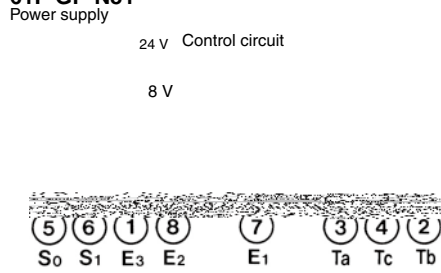 Power supply
24 V Control circuit
8 V
5 6 1 8 7 3 4 2
S0 S1 E3 E2 E1 Ta Tc Tb